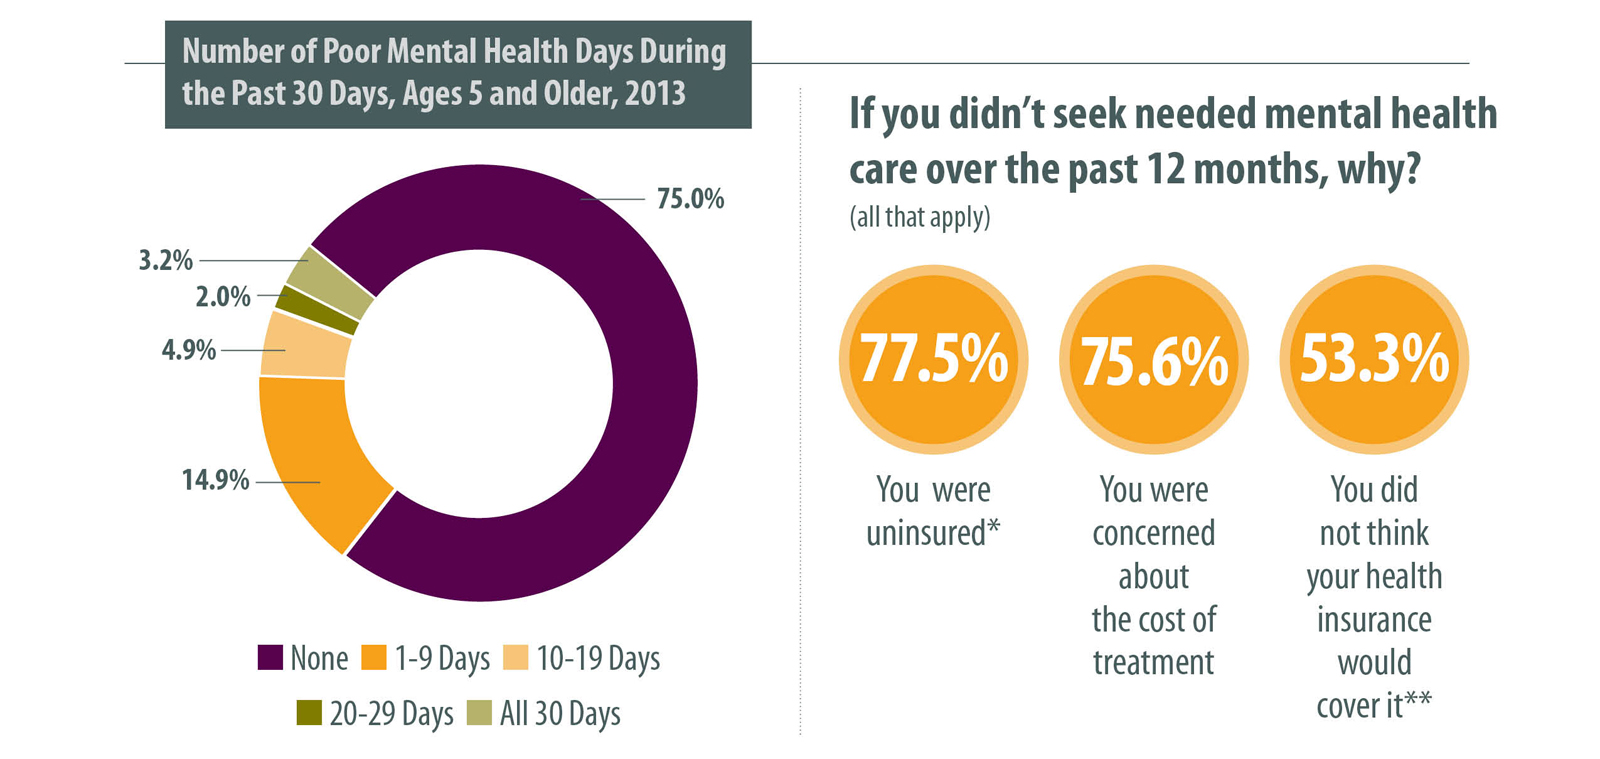 Number of Poor Mental Health Days During
the Past 30 Days, Ages 5 and Older, 2013
75.0%
3.2%
2.0%
4.9%
14.9%
None 1-9 Days 10-19 Days
20-29 Days All 30 Days
If you didn’t seek needed mental health
care over the past 12 months, why?
(all that apply)
77.5%
You were
uninsured*
75.6%
You were
concerned
about
the cost of
treatment
53.3%
You did
not think
your health
insurance
would
cover it**